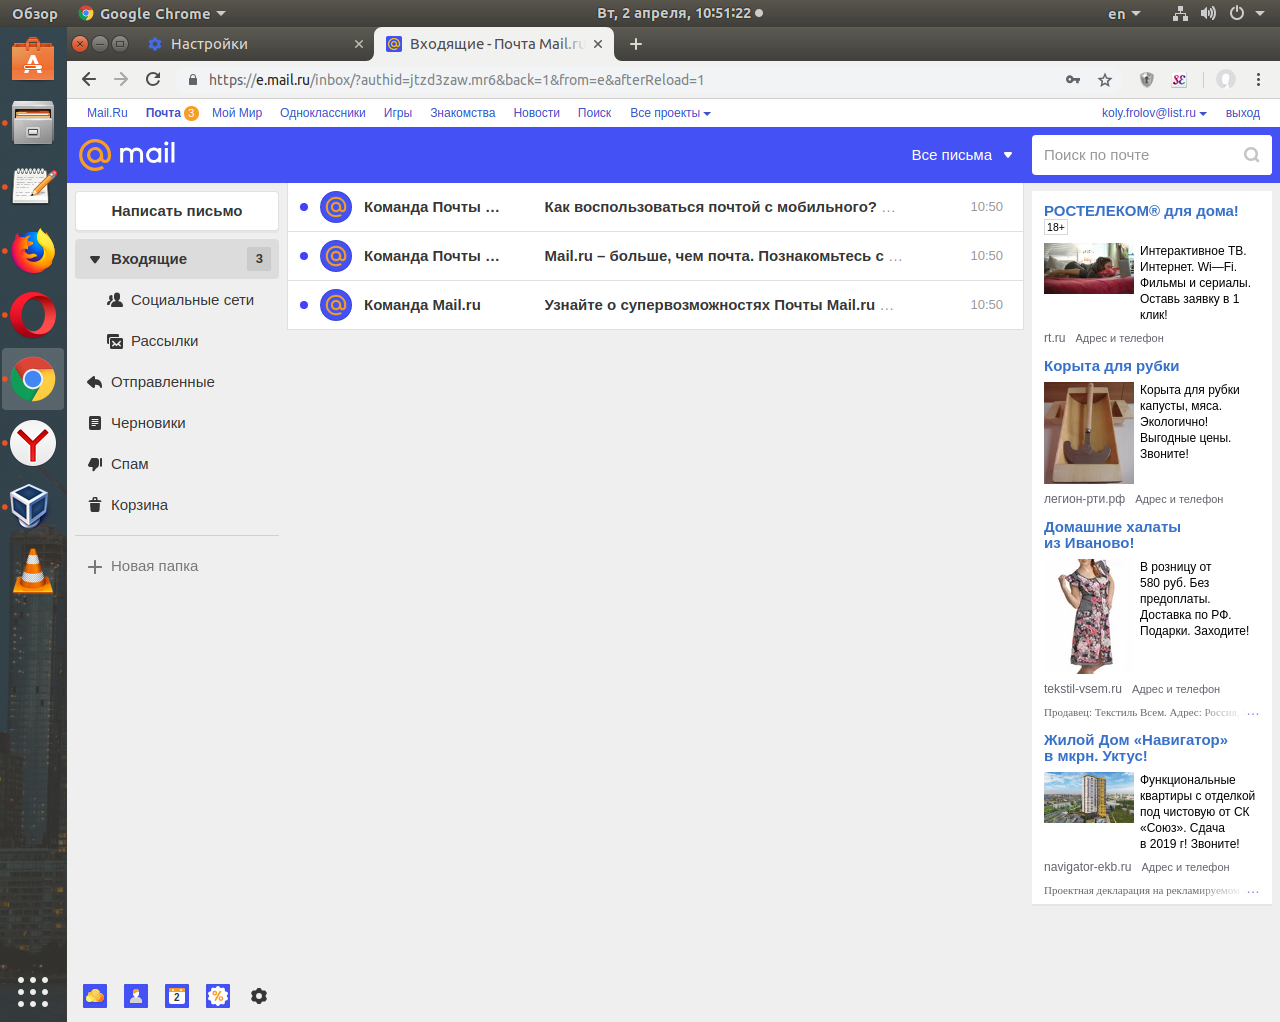 Обзор
Google Chrome
Вт, 2 апреля, 10:51:22
en
Настройки
Входящие - Почта Mail.ru
https://e.mail.ru/inbox/?authid=jtzd3zaw.mr6&back=1&from=e&afterReload=1
Mail.Ru Почта 3 Мой Мир Одноклассники Игры Знакомства Новости Поиск Все проекты
koly.frolov@list.ru выход
mail
Все письма
Поиск по почте
Написать письмо
Входящие 3
Социальные сети
Рассылки
Отправленные
Черновики
Спам
Корзина
Новая папка
Команда Почты … Как воспользоваться почтой с мобильного? … 10:50
Команда Почты … Mail.ru – больше, чем почта. Познакомьтесь с … 10:50
Команда Mail.ru Узнайте о супервозможностях Почты Mail.ru … 10:50
РОСТЕЛЕКОМ® для дома!
18+
Интерактивное ТВ.
Интернет. Wi—Fi.
Фильмы и сериалы.
Оставь заявку в 1
клик!
rt.ru Адрес и телефон
Корыта для рубки
Корыта для рубки
капусты, мяса.
Экологично!
Выгодные цены.
Звоните!
легион-рти.рф Адрес и телефон
Домашние халаты
из Иваново!
В розницу от
580 руб. Без
предоплаты.
Доставка по РФ.
Подарки. Заходите!
tekstil-vsem.ru Адрес и телефон
Продавец: Текстиль Всем. Адрес: Россия, ...
Жилой Дом «Навигатор»
в мкрн. Уктус!
Функциональные
квартиры с отделкой
под чистовую от СК
«Союз». Сдача
в 2019 г! Звоните!
navigator-ekb.ru Адрес и телефон
Проектная декларация на рекламируемом ...
2